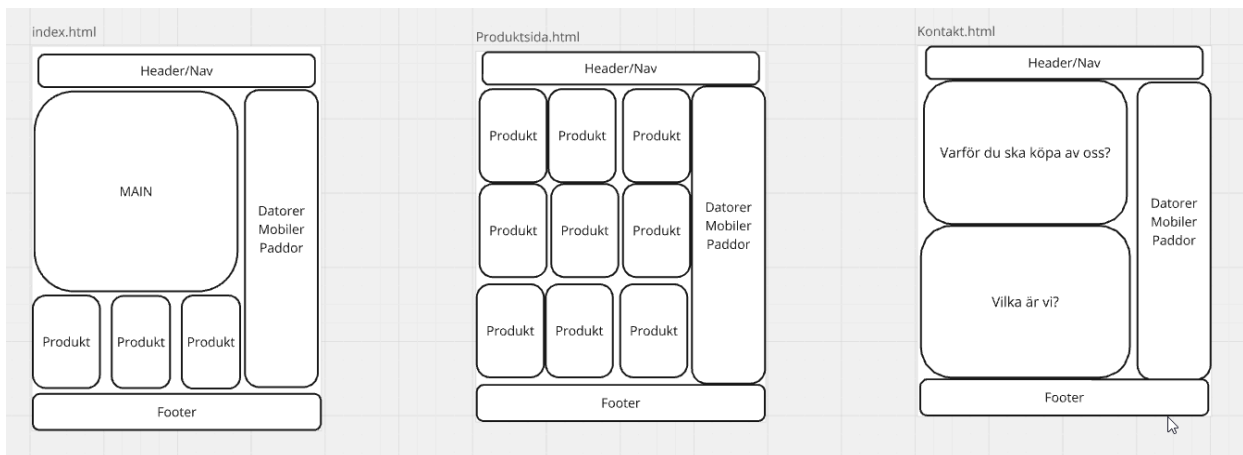 index.html
Header/Nav
MAIN
Datorer
Mobiler
Paddor
Produkt
Produkt
Produkt
Footer
Produktsida.html
Header/Nav
Produkt
Produkt
Produkt
Produkt
Produkt
Produkt
Produkt
Produkt
Produkt
Datorer
Mobiler
Paddor
Footer
Kontakt.html
Header/Nav
Varför du ska köpa av oss?
Vilka är vi?
Datorer
Mobiler
Paddor
Footer